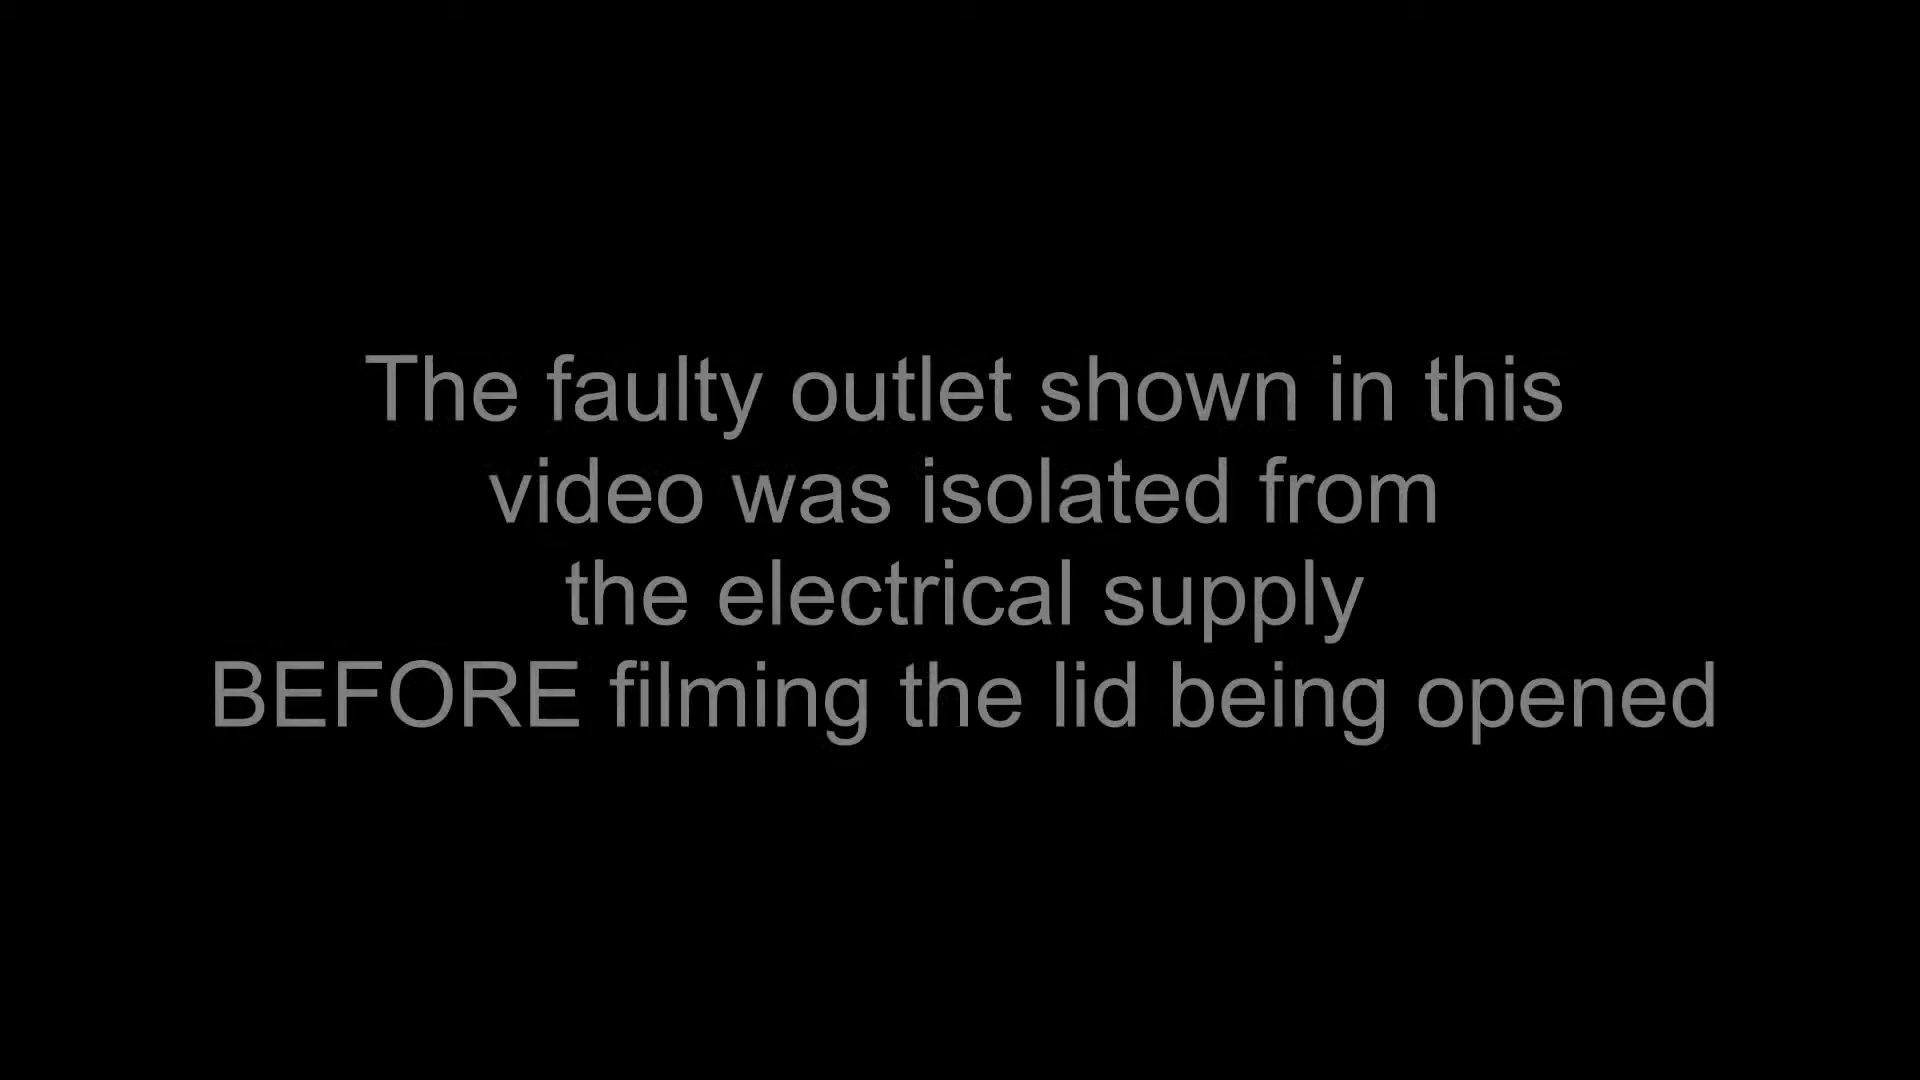 The faulty outlet shown in this
video was isolated from
the electrical supply
BEFORE filming the lid being opened